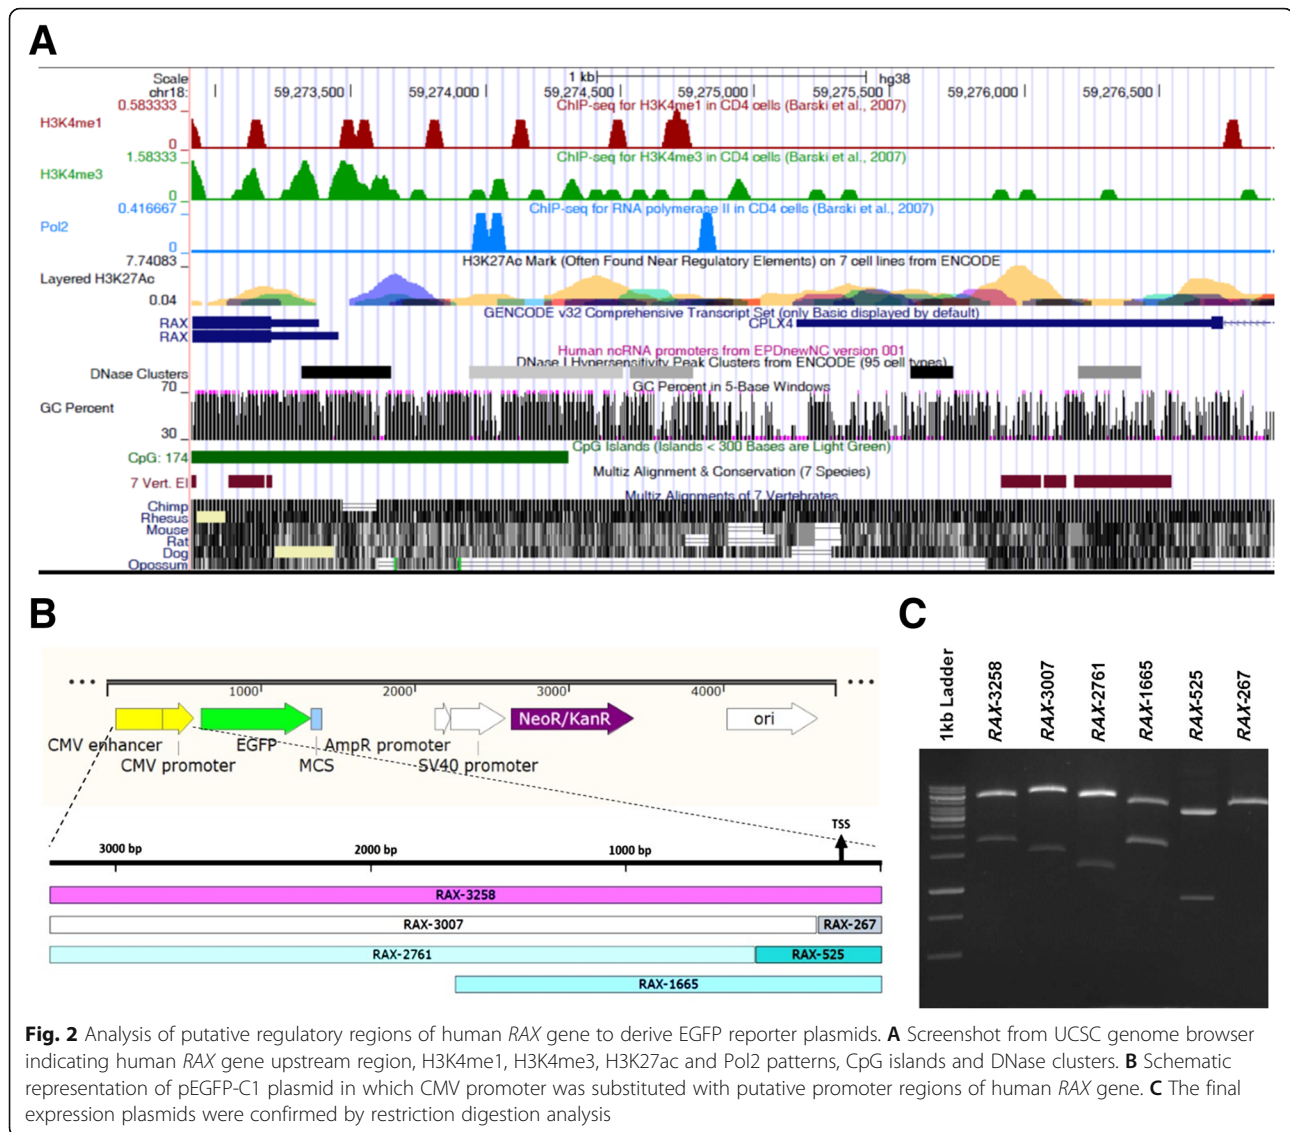 A
Scale
1 kb
hg38
chr18:
59,273,500
59,274,000
59,274,500
59,275,000
59,275,500
59,276,000
59,276,500
0.583333
ChIP-seq for H3K4me1 in CD4 cells (Barski et al., 2007)
H3K4me1
0
1.58333
ChIP-seq for H3K4me3 in CD4 cells (Barski et al., 2007)
H3K4me3
0
0.416667
ChIP-seq for RNA polymerase II in CD4 cells (Barski et al., 2007)
Pol2
0
7.74083
H3K27Ac Mark (Often Found Near Regulatory Elements) on 7 cell lines from ENCODE
Layered H3K27Ac
0.04
GENCODE v32 Comprehensive Transcript Set (only Basic displayed by default)
RAX
CPLX4
RAX
Human ncRNA promoters from EPDnewNC version 001
DNase I Hypersensitivity Peak Clusters from ENCODE (95 cell types)
DNase Clusters
70
GC Percent in 5-Base Windows
GC Percent
30
CpG Islands (Islands < 300 Bases are Light Green)
CpG: 174
Multiz Alignment & Conservation (7 Species)
7 Vert. El
Multiz Alignments of 7 Vertebrates
Chimp
Rhesus
Mouse
Rat
Dog
Opossum
B
1000
2000
3000
4000
NeoR/KanR
ori
CMV enhancer
EGFP
AmpR promoter
CMV promoter
MCS
SV40 promoter
TSS
3000 bp
2000 bp
1000 bp
RAX-3258
RAX-3007
RAX-267
RAX-2761
RAX-525
RAX-1665
C
1kb Ladder
RAX-3258
RAX-3007
RAX-2761
RAX-1665
RAX-525
RAX-267
Fig. 2 Analysis of putative regulatory regions of human RAX gene to derive EGFP reporter plasmids. A Screenshot from UCSC genome browser
indicating human RAX gene upstream region, H3K4me1, H3K4me3, H3K27ac and Pol2 patterns, CpG islands and DNase clusters. B Schematic
representation of pEGFP-C1 plasmid in which CMV promoter was substituted with putative promoter regions of human RAX gene. C The final
expression plasmids were confirmed by restriction digestion analysis